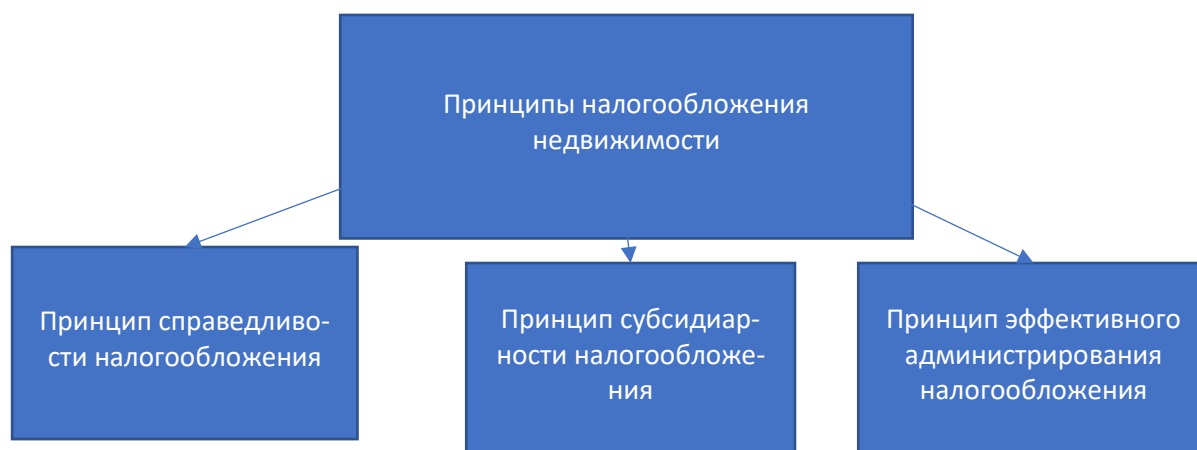 Принципы налогообложения
недвижимости
Принцип справедливо-
сти налогообложения
Принцип субсидиар-
ности налогообложе-
ния
Принцип эффективного
администрирования
налогообложения